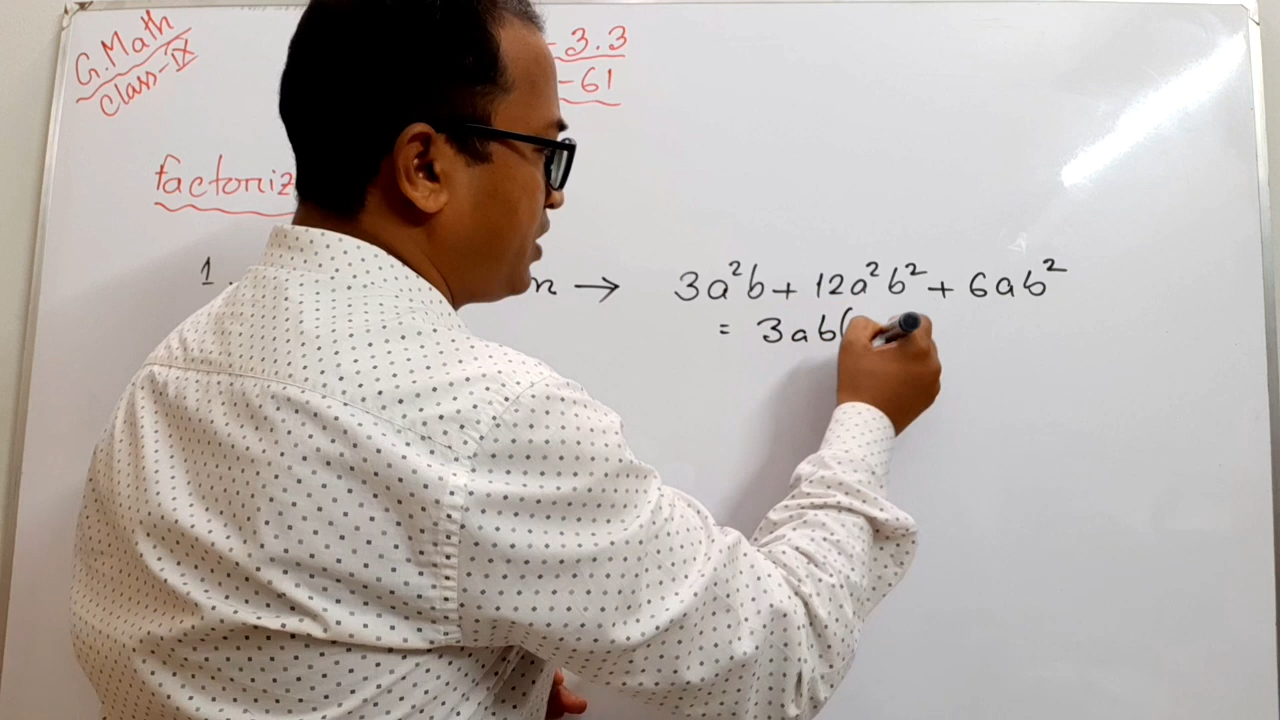 G.Math
Class-IX
-3.3
-61
factoriz
1.
n → 3a²b + 12a²b² + 6ab²
= 3ab(